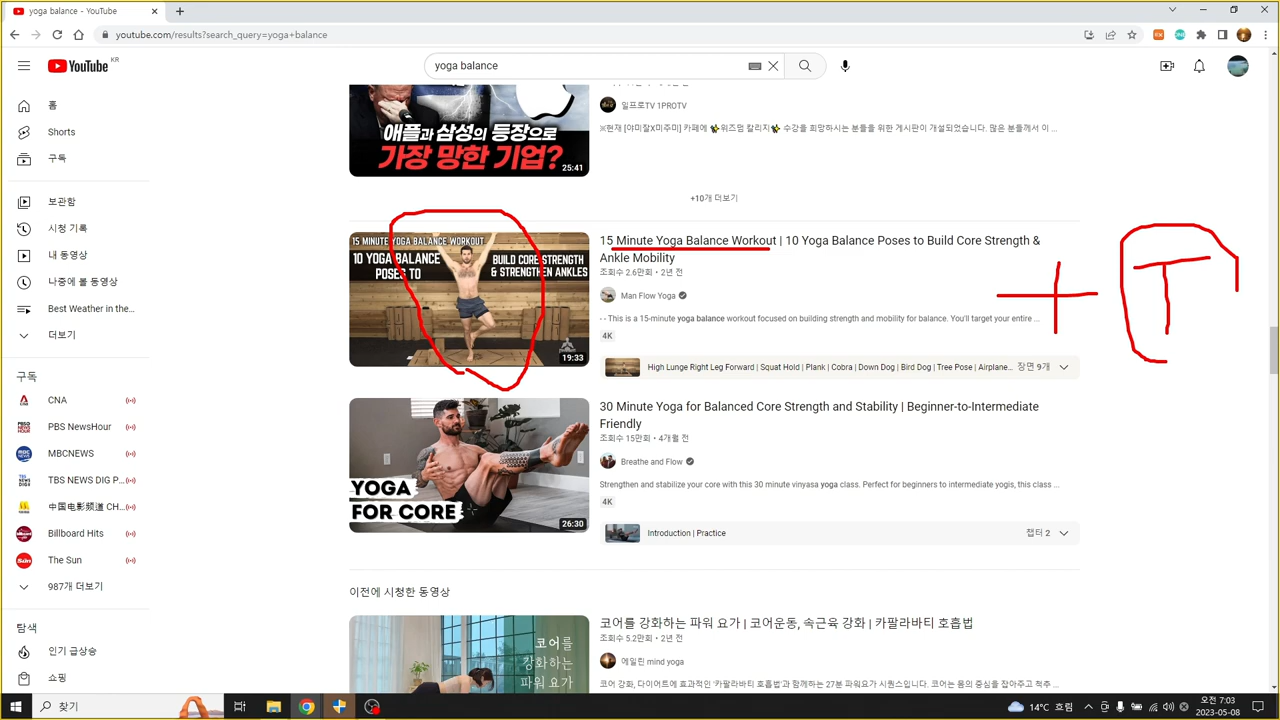 yoga balance - YouTube
youtube.com/results?search_query=yoga+balance
YouTube KR
yoga balance
홈
Shorts
구독
보관함
시청 기록
내 동영상
나중에 볼 동영상
Best Weather in the...
더보기
구독
CNA
PBS NewsHour
MBCNEWS
TBS NEWS DIG P...
中国电影频道 CH...
Billboard Hits
The Sun
987개 더보기
탐색
인기 급상승
쇼핑
애플과 삼성의 등장으로
가장 망한 기업?
25:41
일프로TV 1PROTV
※현재 [야미잘X미주미] 카페에 🌿위즈덤 칼리지🌿 수강을 희망하시는 분들을 위한 게시판이 개설되었습니다. 많은 분들께서 이 ...
+10개 더보기
15 MINUTE YOGA BALANCE WORKOUT
10 YOGA BALANCE
POSES TO
BUILD CORE STRENGTH
& STRENGTHEN ANKLES
19:33
15 Minute Yoga Balance Workout | 10 Yoga Balance Poses to Build Core Strength &
Ankle Mobility
조회수 2.6만회 • 2년 전
Man Flow Yoga
- - This is a 15-minute yoga balance workout focused on building strength and mobility for balance. You'll target your entire ...
4K
High Lunge Right Leg Forward | Squat Hold | Plank | Cobra | Down Dog | Bird Dog | Tree Pose | Airplane... 장면 9개
+ T
YOGA
FOR CORE
26:30
30 Minute Yoga for Balanced Core Strength and Stability | Beginner-to-Intermediate
Friendly
조회수 15만회 • 4개월 전
Breathe and Flow
Strengthen and stabilize your core with this 30 minute vinyasa yoga class. Perfect for beginners to intermediate yogis, this class ...
4K
Introduction | Practice 챕터 2
이전에 시청한 동영상
코어를
강화하는
파워 요가
코어를 강화하는 파워 요가 | 코어운동, 속근육 강화 | 카팔라바티 호흡법
조회수 5.2만회 • 2년 전
에일린 mind yoga
코어 강화, 다이어트에 효과적인 '카팔라바티 호흡법'과 함께하는 27분 파워요가 시퀀스입니다. 코어는 몸의 중심을 잡아주고 척주 ...
찾기
14°C 흐림
오전 7:03
2023-05-08